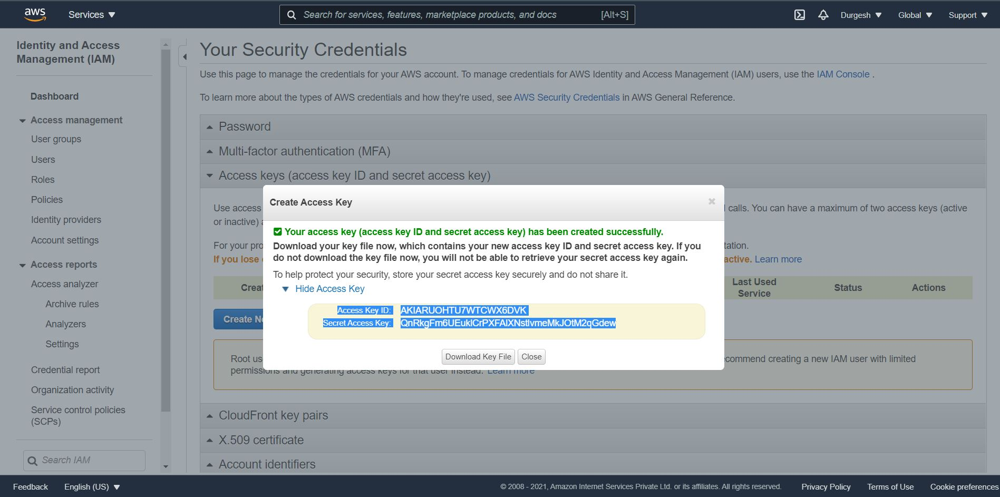 aws
Services
Search for services, features, marketplace products, and docs
[Alt+S]
Durgesh
Global
Support
Identity and Access
Management (IAM)
Dashboard
Access management
User groups
Users
Roles
Policies
Identity providers
Account settings
Access reports
Access analyzer
Archive rules
Analyzers
Settings
Credential report
Organization activity
Service control policies
(SCPs)
Search IAM
Your Security Credentials
Use this page to manage the credentials for your AWS account. To manage credentials for AWS Identity and Access Management (IAM) users, use the IAM Console .
To learn more about the types of AWS credentials and how they're used, see AWS Security Credentials in AWS General Reference.
Password
Multi-factor authentication (MFA)
Access keys (access key ID and secret access key)
Use access
calls. You can have a maximum of two access keys (active
or inactive)
For your pro
tation.
If you lose
active. Learn more
Creat
Last Used
Service
Status
Actions
Create Ne
Create Access Key
Your access key (access key ID and secret access key) has been created successfully.
Download your key file now, which contains your new access key ID and secret access key. If you
do not download the key file now, you will not be able to retrieve your secret access key again.
To help protect your security, store your secret access key securely and do not share it.
Hide Access Key
Access Key ID: AKIARUOHTU7WTCWX6DVK
Secret Access Key:
Download Key File
Close
Root us
commend creating a new IAM user with limited
permissions and generating access keys for that user instead. Learn more
CloudFront key pairs
X.509 certificate
Account identifiers
Feedback
English (US)
© 2008 - 2021, Amazon Internet Services Private Ltd. or its affiliates. All rights reserved.
Privacy Policy
Terms of Use
Cookie preferences